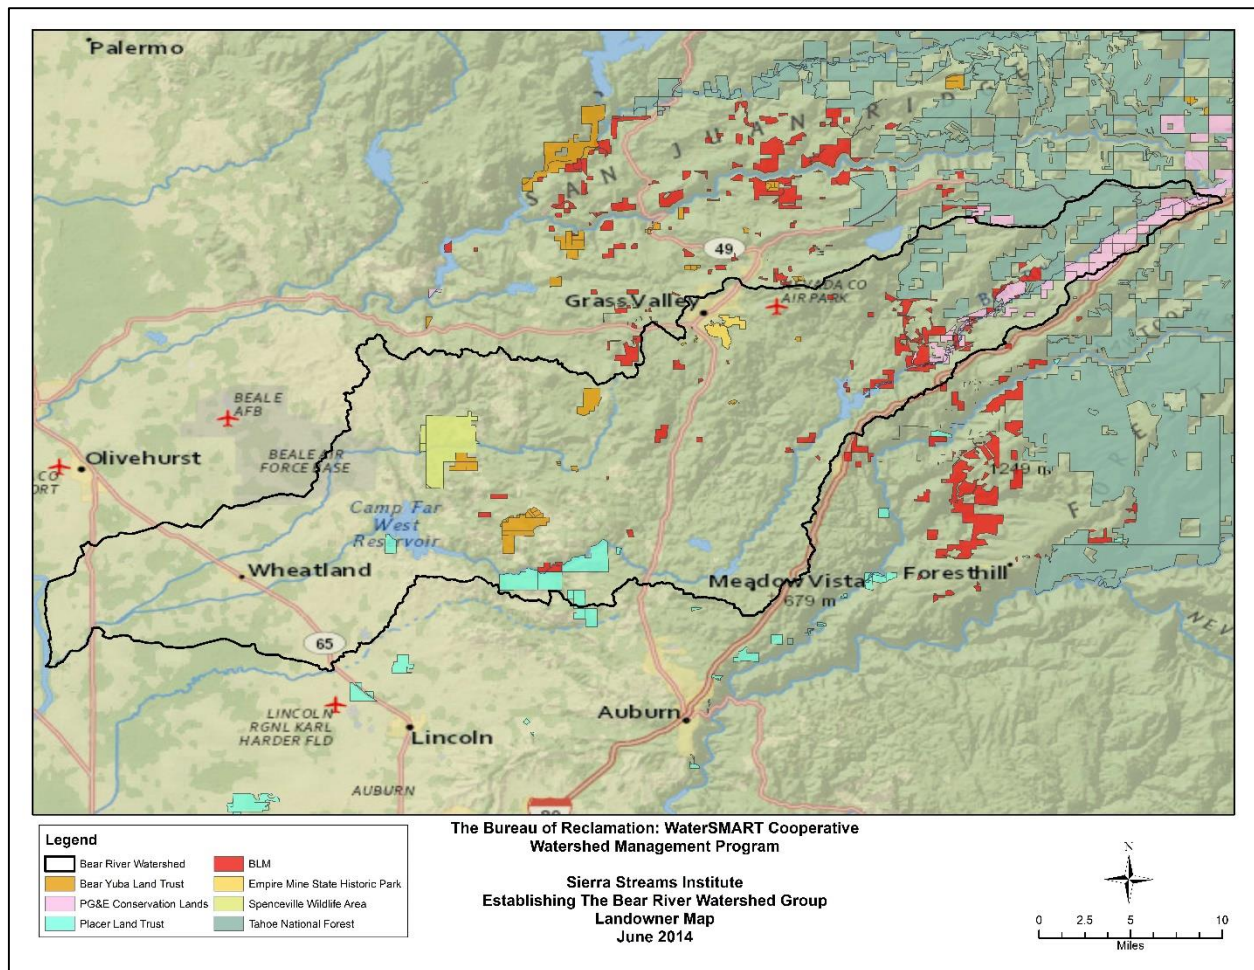 Palermo
SAN JUAN RIDGE
49
GRASS VALLEY
NEVADA CO
AIR PARK
BEALE
AFB
BEALE AIR
FORCE BASE
Olivehurst
CO
ORT
Camp Far
West
Reservoir
1249 m
Wheatland
Meadow Vista
679 m
Foresthill
NEV
65
LINCOLN
RGNL KARL
HARDER FLD
Auburn
Lincoln
AUBURN
80
Legend
Bear River Watershed
Bear Yuba Land Trust
PG&E Conservation Lands
Placer Land Trust
BLM
Empire Mine State Historic Park
Spenceville Wildlife Area
Tahoe National Forest
The Bureau of Reclamation: WaterSMART Cooperative
Watershed Management Program
Sierra Streams Institute
Establishing The Bear River Watershed Group
Landowner Map
June 2014
N
0 2.5 5 10
Miles